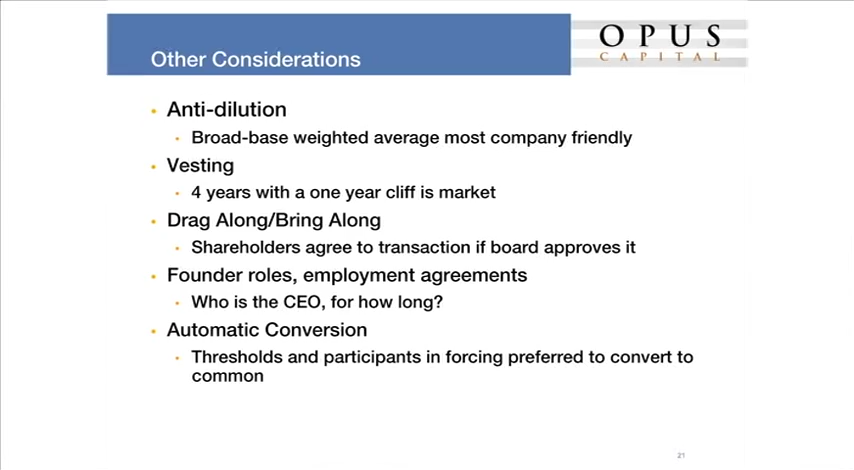 Other Considerations
OPUS
CAPITAL
• Anti-dilution
• Broad-base weighted average most company friendly
• Vesting
• 4 years with a one year cliff is market
• Drag Along/Bring Along
• Shareholders agree to transaction if board approves it
• Founder roles, employment agreements
• Who is the CEO, for how long?
• Automatic Conversion
• Thresholds and participants in forcing preferred to convert to
common
21